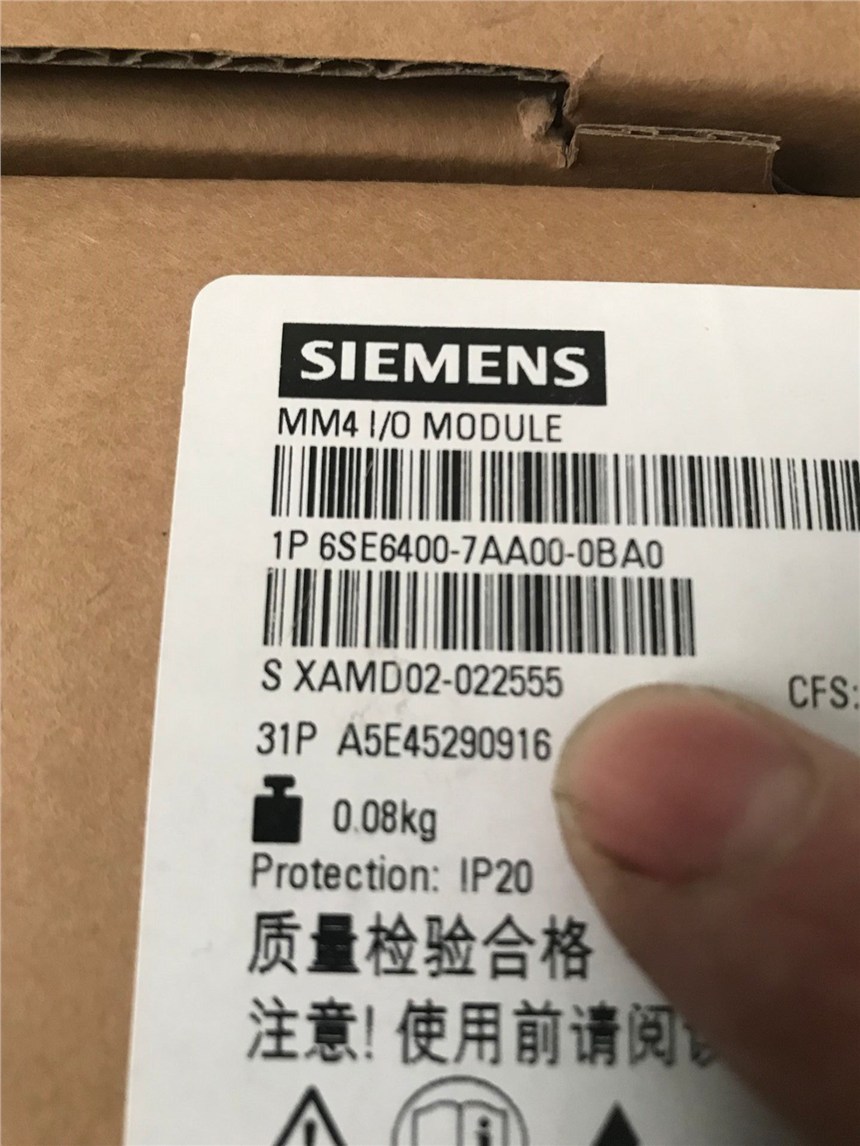 SIEMENS
MM4 I/O MODULE
1P 6SE6400-7AA00-0BA0
S XAMD02-022555
CFS:
31P A5E45290916
0.08kg
Protection: IP20
质量检验合格
注意! 使用前请阅